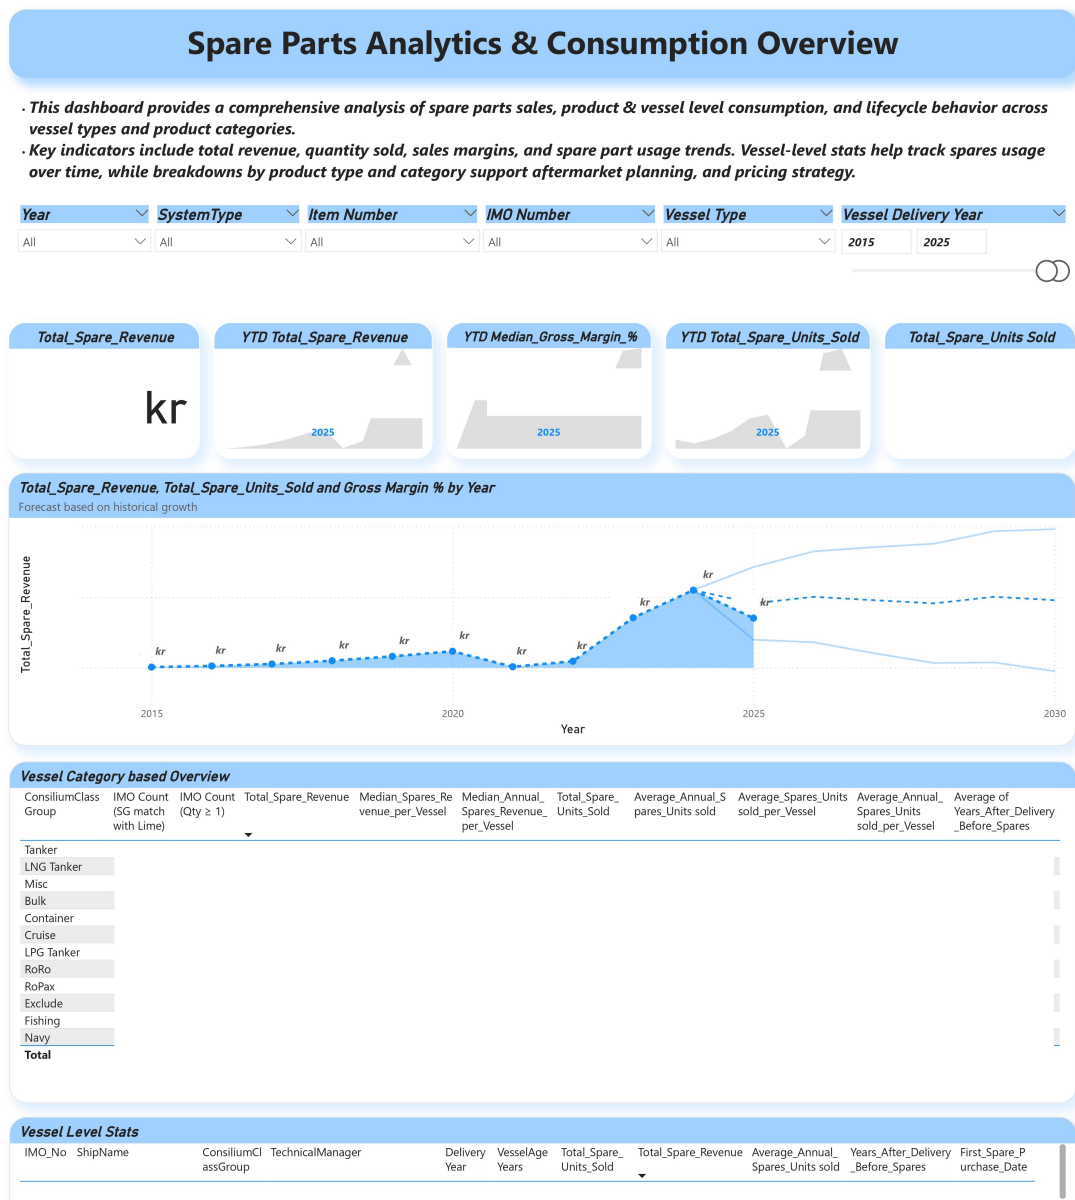 Spare Parts Analytics & Consumption Overview
· This dashboard provides a comprehensive analysis of spare parts sales, product & vessel level consumption, and lifecycle behavior across
vessel types and product categories.
· Key indicators include total revenue, quantity sold, sales margins, and spare part usage trends. Vessel-level stats help track spares usage
over time, while breakdowns by product type and category support aftermarket planning, and pricing strategy.
Year SystemType Item Number IMO Number Vessel Type Vessel Delivery Year
All All All All All 2015 2025
Total_Spare_Revenue YTD Total_Spare_Revenue YTD Median_Gross_Margin_% YTD Total_Spare_Units_Sold Total_Spare_Units Sold
kr
2025 2025 2025
Total_Spare_Revenue, Total_Spare_Units_Sold and Gross Margin % by Year
Forecast based on historical growth
Total_Spare_Revenue
kr kr kr kr kr kr kr kr kr kr kr
2015 2020 2025 2030
Year
Vessel Category based Overview
ConsiliumClass IMO Count IMO Count Total_Spare_Revenue Median_Spares_Re Median_Annual_ Total_Spare_ Average_Annual_S Average_Spares_Units Average_Annual_ Average of
Group (SG match (Qty ≥ 1) venue_per_Vessel Spares_Revenue_ Units_Sold pares_Units sold sold_per_Vessel Spares_Units Years_After_Delivery
with Lime) per_Vessel sold_per_Vessel _Before_Spares
Tanker
LNG Tanker
Misc
Bulk
Container
Cruise
LPG Tanker
RoRo
RoPax
Exclude
Fishing
Navy
Total
Vessel Level Stats
IMO_No ShipName ConsiliumCl TechnicalManager Delivery VesselAge Total_Spare_ Total_Spare_Revenue Average_Annual_ Years_After_Delivery First_Spare_P
assGroup Year Years Units_Sold Spares_Units sold _Before_Spares urchase_Date